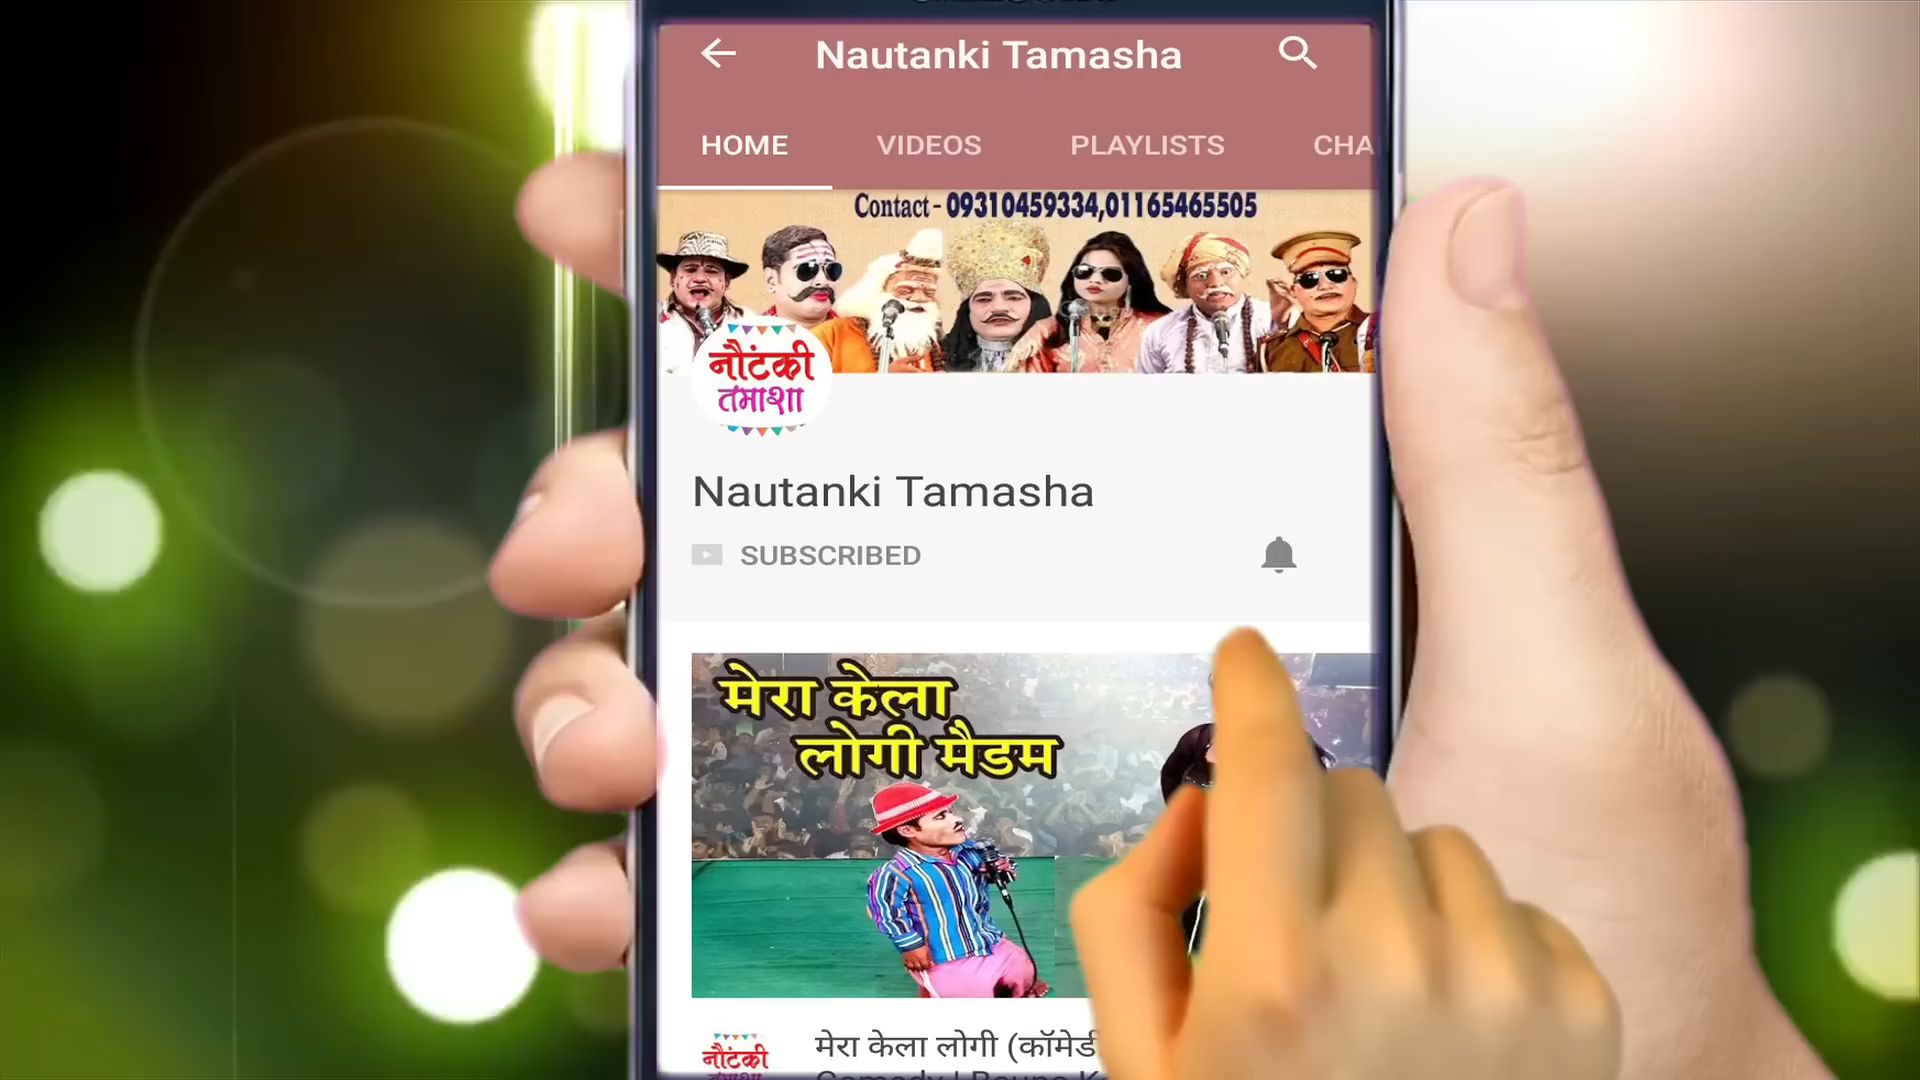 Nautanki Tamasha
HOME VIDEOS PLAYLISTS CHA
Contact - 09310459334,01165465505
नौटंकी
तमाशा
Nautanki Tamasha
SUBSCRIBED
मेरा केला
लोगी मैडम
मेरा केला लोगी (कॉमेडी
नौटंकी